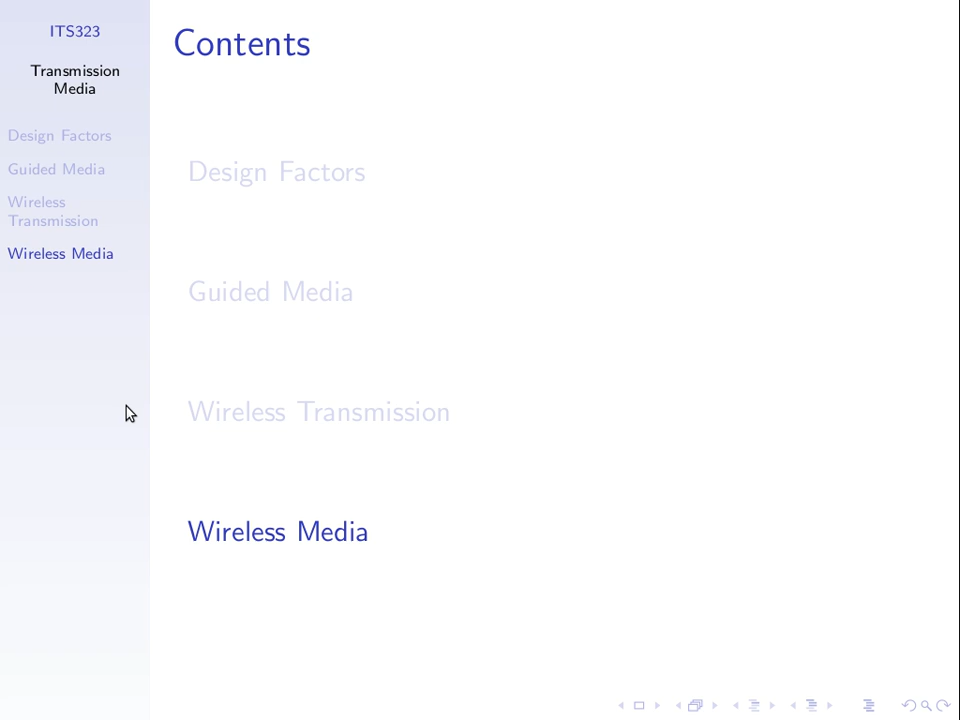 ITS323
Transmission
Media
Design Factors
Guided Media
Wireless
Transmission
Wireless Media
Contents
Design Factors
Guided Media
Wireless Transmission
Wireless Media